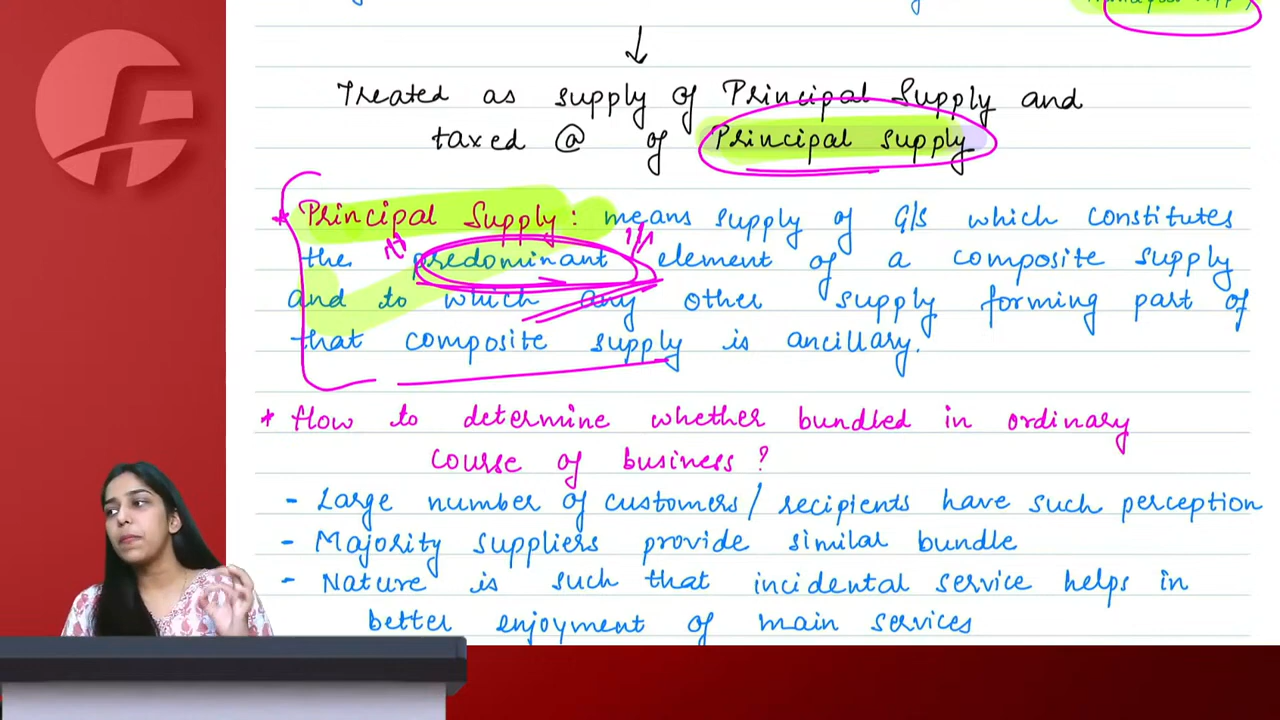 Treated as supply of Principal Supply and
taxed @ of Principal supply
* Principal Supply: means supply of G/S which constitutes
the predominant element of a composite supply
and to which any other supply forming part of
that composite supply is ancillary.
* How to determine whether bundled in ordinary
course of business?
- Large number of customers/recipients have such perception
- Majority suppliers provide similal bundle
- Nature is such that incidental service helps in
better enjoyment of main services